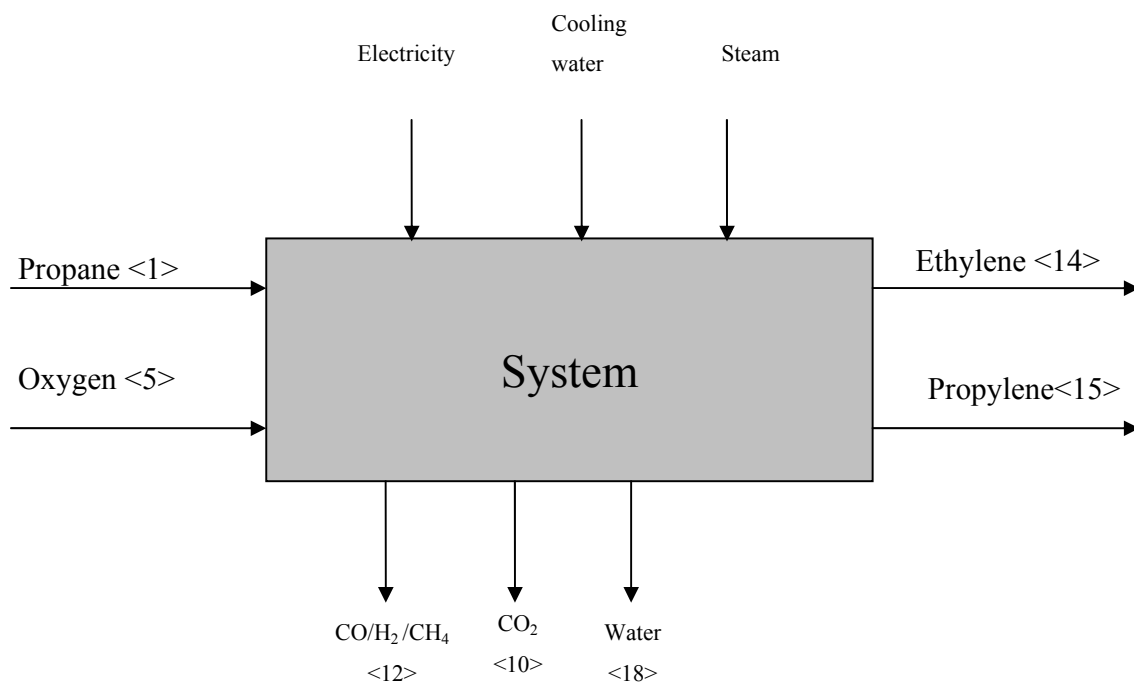 Electricity
Cooling
water
Steam
Propane <1>
Ethylene <14>
Oxygen <5>
System
Propylene<15>
CO/H₂ /CH₄
<12>
CO₂
<10>
Water
<18>